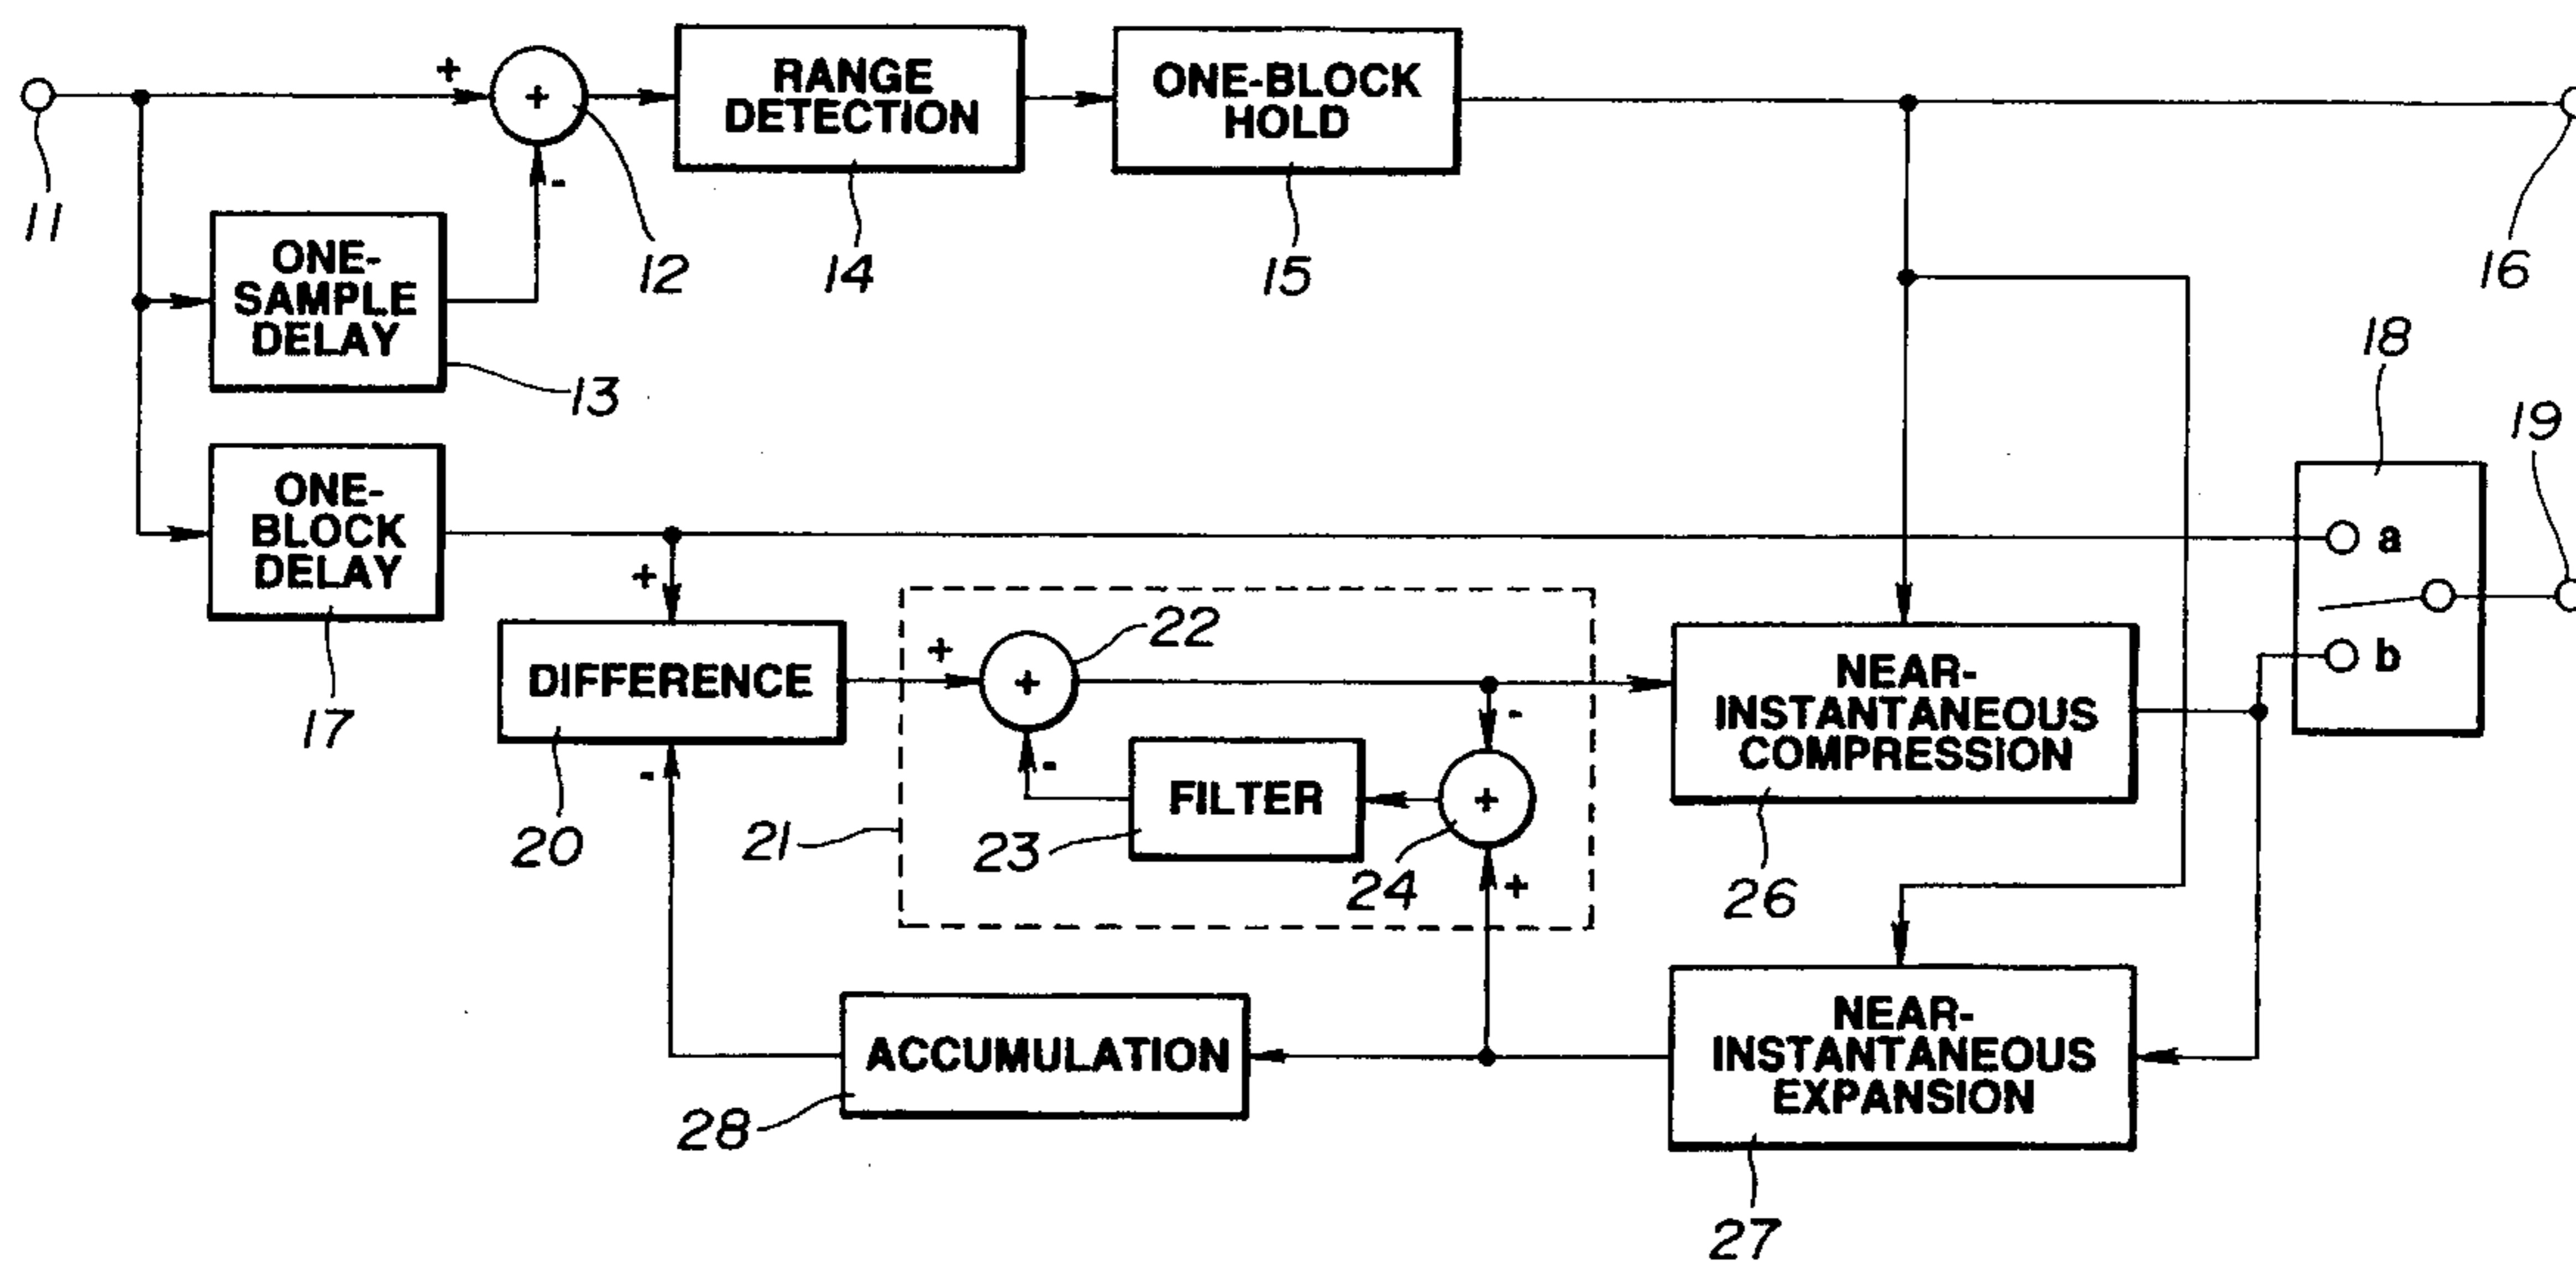 +
+
RANGE
DETECTION
ONE-BLOCK
HOLD
-
11
12
14
15
16
ONE-
SAMPLE
DELAY
13
18
19
ONE-
BLOCK
DELAY
a
b
17
+
DIFFERENCE
-
20
+
+
22
-
-
FILTER
+
21
23
24
+
NEAR-
INSTANTANEOUS
COMPRESSION
26
ACCUMULATION
28
NEAR-
INSTANTANEOUS
EXPANSION
27